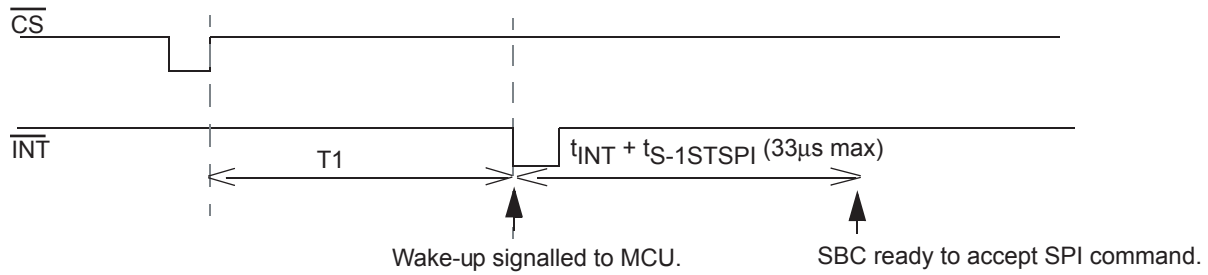 CS
INT
T1
tINT + tS-1STSPI (33μs max)
Wake-up signalled to MCU.
SBC ready to accept SPI command.